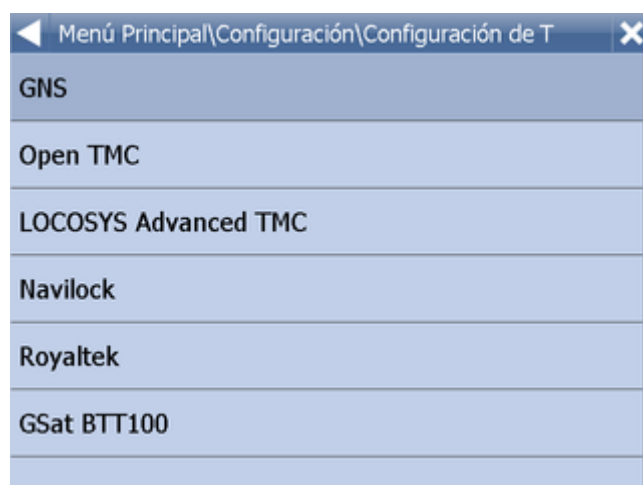 Menú Principal\Configuración\Configuración de T
GNS
Open TMC
LOCOSYS Advanced TMC
Navilock
Royaltek
GSat BTT100